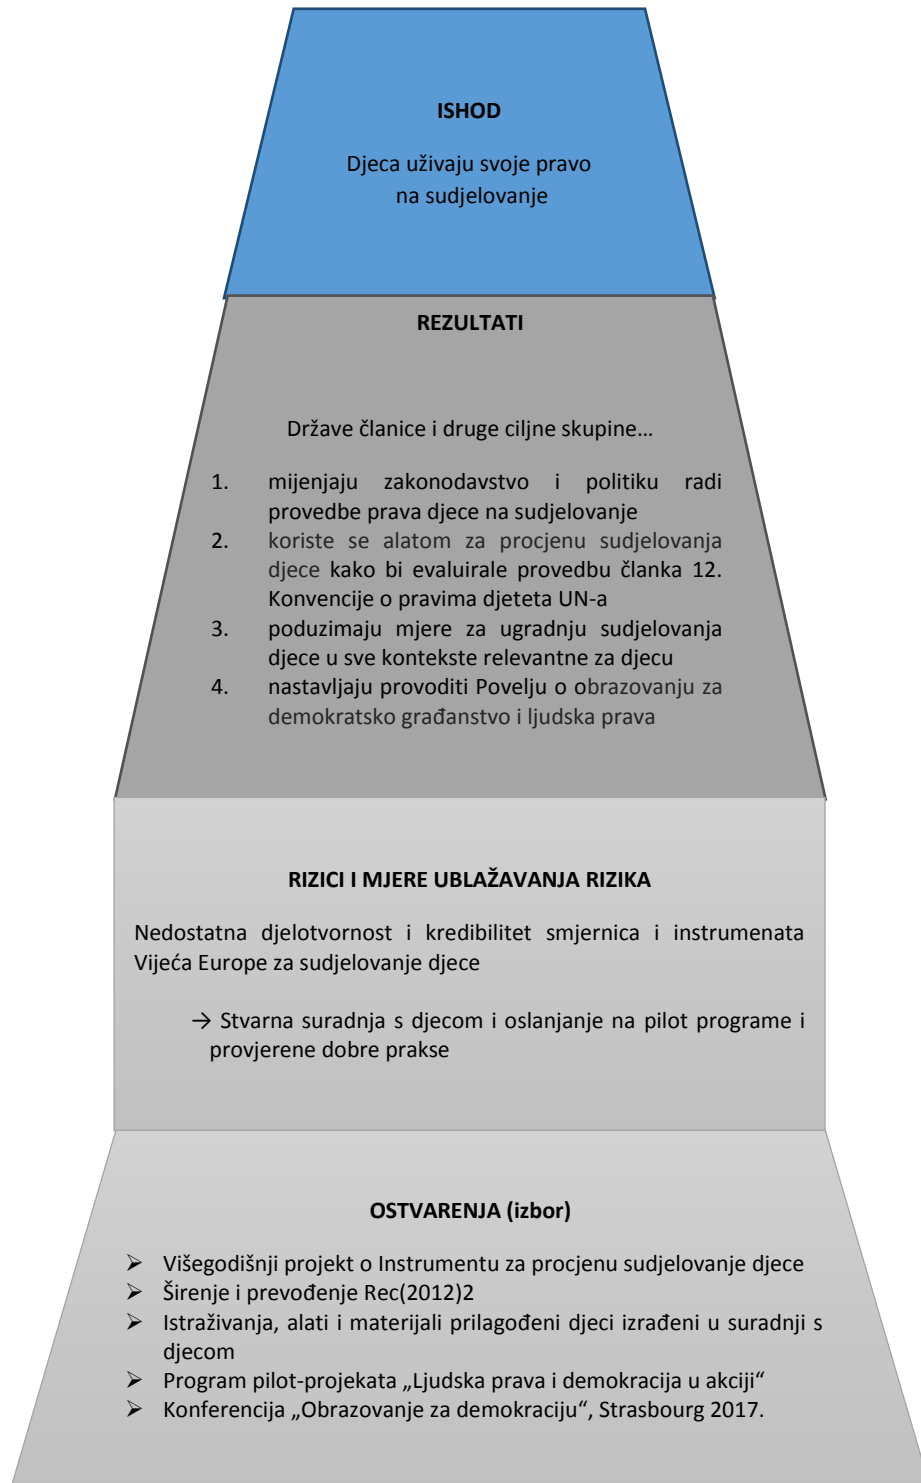 ISHOD
Djeca uživaju svoje pravo
na sudjelovanje
REZULTATI
Države članice i druge ciljne skupine…
1. mijenjaju zakonodavstvo i politiku radi
provedbe prava djece na sudjelovanje
2. koriste se alatom za procjenu sudjelovanja
djece kako bi evaluirale provedbu članka 12.
Konvencije o pravima djeteta UN-a
3. poduzimaju mjere za ugradnju sudjelovanja
djece u sve kontekste relevantne za djecu
4. nastavljaju provoditi Povelju o obrazovanju za
demokratsko građanstvo i ljudska prava
RIZICI I MJERE UBLAŽAVANJA RIZIKA
Nedostatna djelotvornost i kredibilitet smjernica i instrumenata
Vijeća Europe za sudjelovanje djece
→ Stvarna suradnja s djecom i oslanjanje na pilot programe i
provjerene dobre prakse
OSTVARENJA (izbor)
➢ Višegodišnji projekt o Instrumentu za procjenu sudjelovanje djece
➢ Širenje i prevođenje Rec(2012)2
➢ Istraživanja, alati i materijali prilagođeni djeci izrađeni u suradnji s
djecom
➢ Program pilot-projekata „Ljudska prava i demokracija u akciji“
➢ Konferencija „Obrazovanje za demokraciju“, Strasbourg 2017.